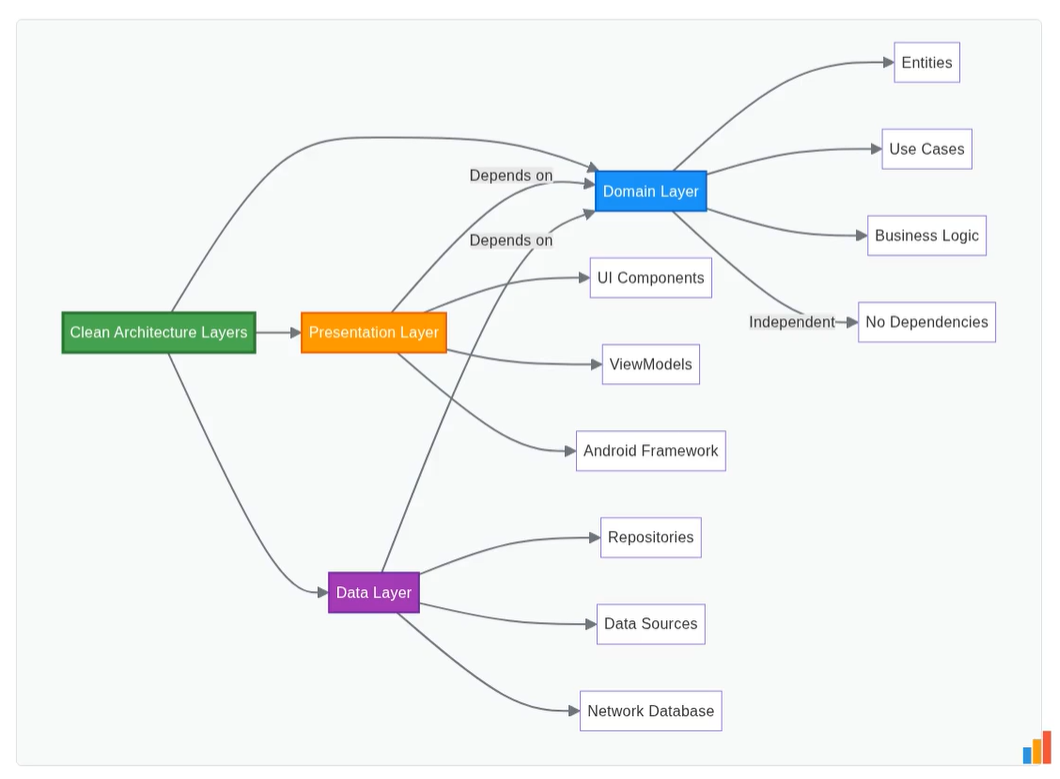 Entities
Use Cases
Depends on
Domain Layer
Business Logic
Depends on
UI Components
Independent
No Dependencies
Clean Architecture Layers
Presentation Layer
ViewModels
Android Framework
Repositories
Data Layer
Data Sources
Network Database